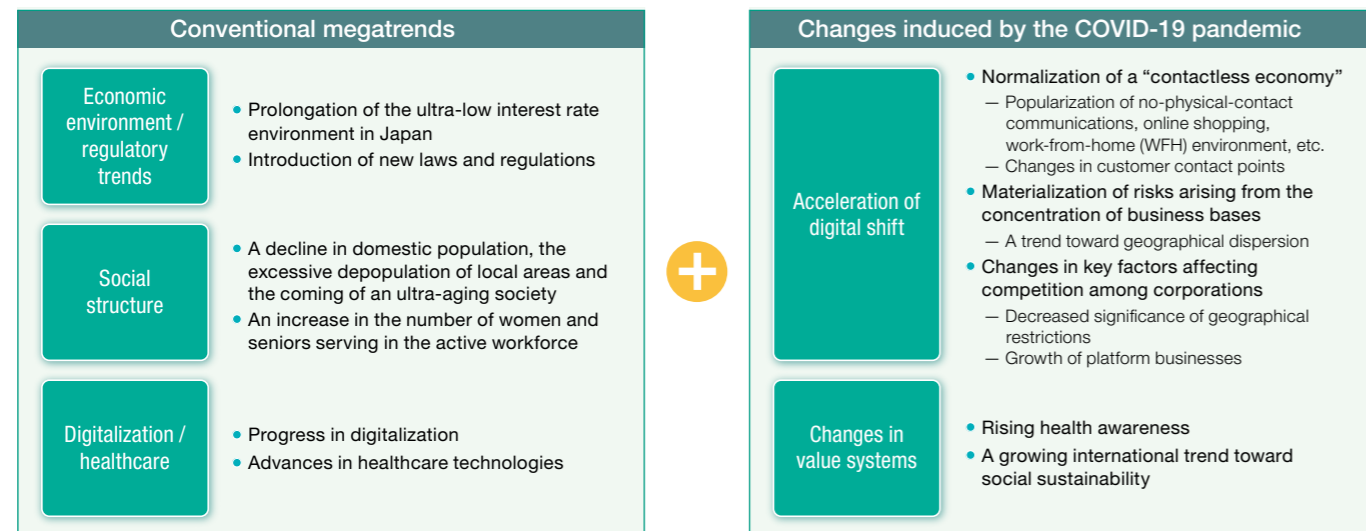 Conventional megatrends
Economic
environment /
regulatory
trends
• Prolongation of the ultra-low interest rate
environment in Japan
• Introduction of new laws and regulations
Social
structure
• A decline in domestic population, the
excessive depopulation of local areas and
the coming of an ultra-aging society
• An increase in the number of women and
seniors serving in the active workforce
Digitalization /
healthcare
• Progress in digitalization
• Advances in healthcare technologies
+
Changes induced by the COVID-19 pandemic
Acceleration of
digital shift
• Normalization of a “contactless economy”
— Popularization of no-physical-contact
communications, online shopping,
work-from-home (WFH) environment, etc.
— Changes in customer contact points
• Materialization of risks arising from the
concentration of business bases
— A trend toward geographical dispersion
• Changes in key factors affecting
competition among corporations
— Decreased significance of geographical
restrictions
— Growth of platform businesses
Changes in
value systems
• Rising health awareness
• A growing international trend toward
social sustainability